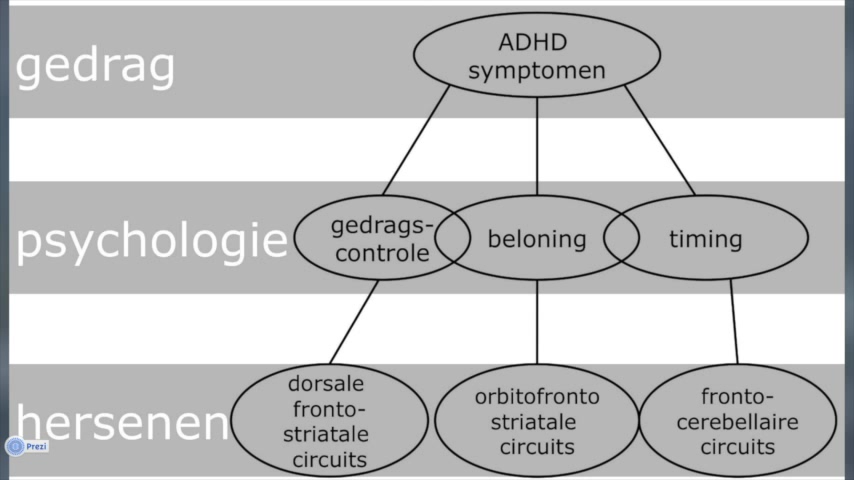 gedrag
ADHD
symptomen
psychologie
gedrags-
controle
beloning
timing
hersenen
dorsale
fronto-
striatale
circuits
orbitofronto
striatale
circuits
fronto-
cerebellaire
circuits
Prezi